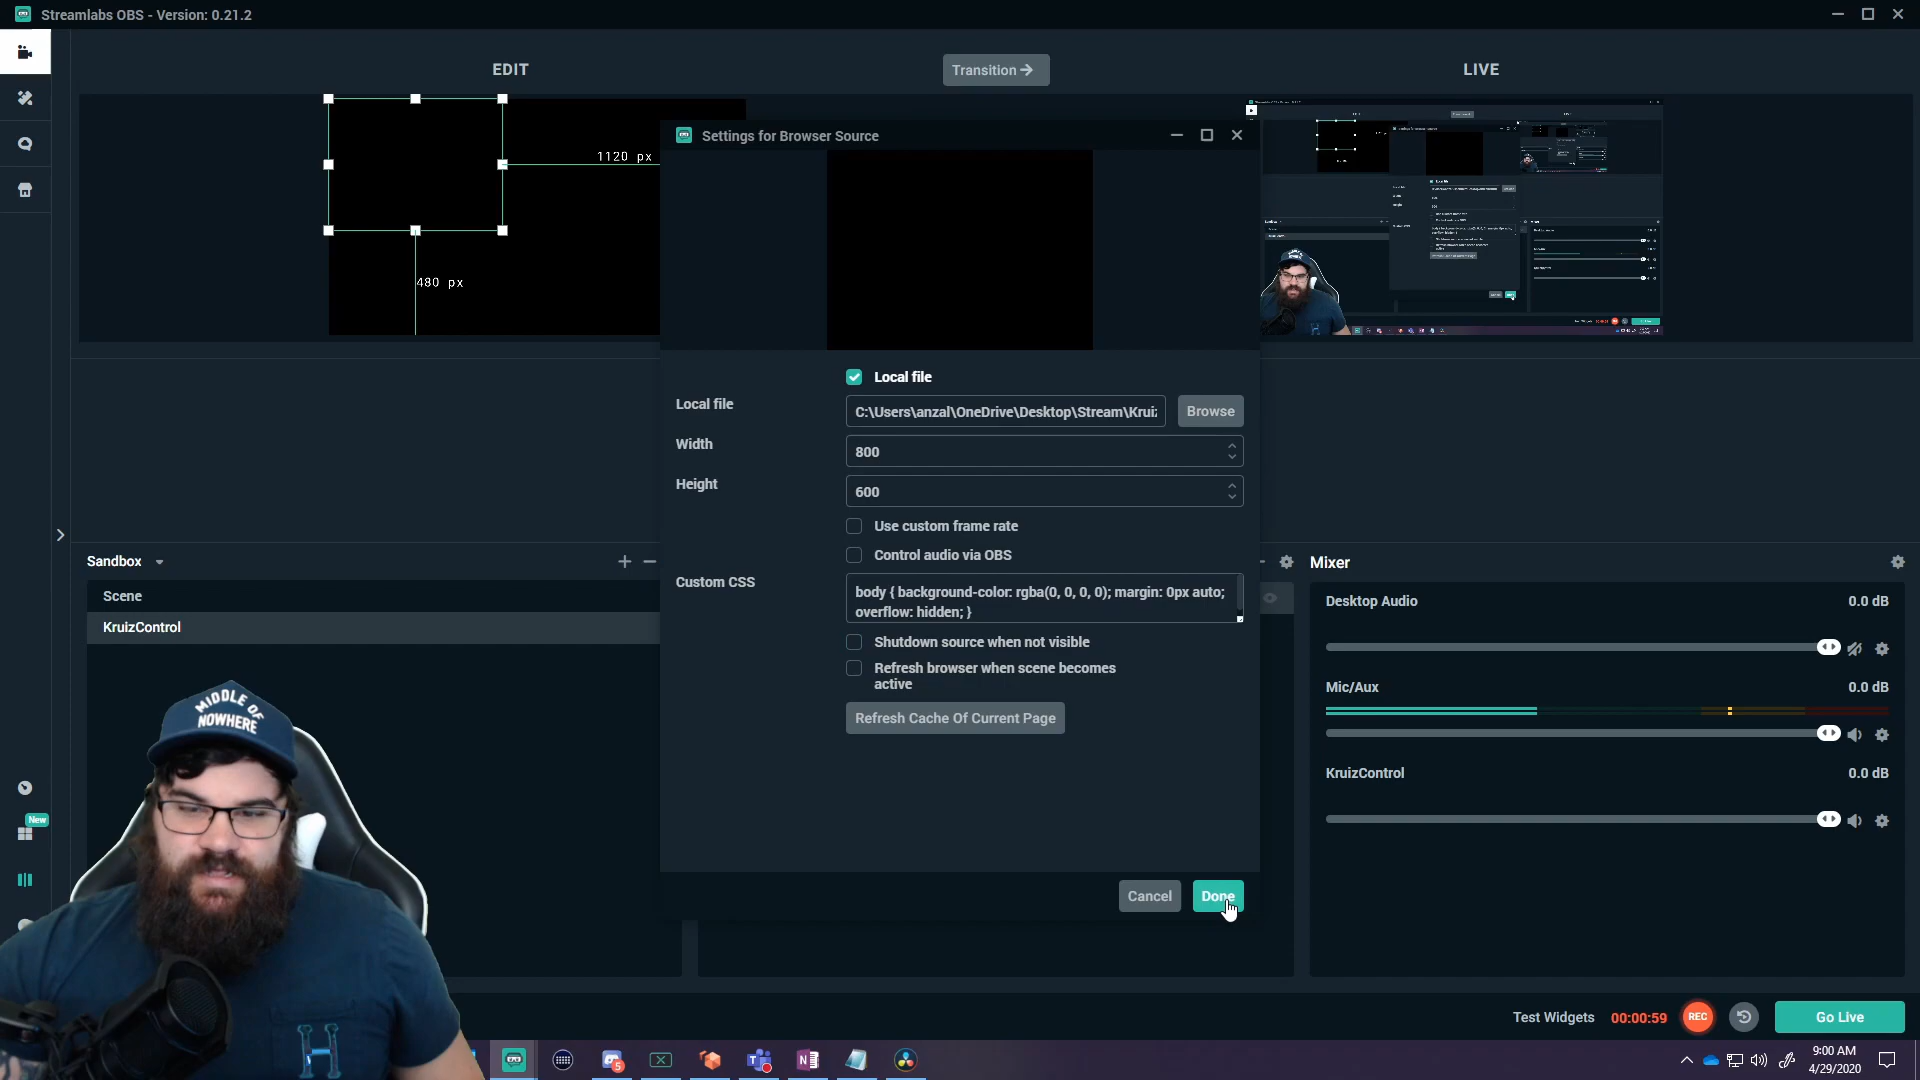 Streamlabs OBS - Version: 0.21.2
EDIT
Transition
LIVE
1120 px
480 px
Settings for Browser Source
Local file
Local file
C:\Users\anzal\OneDrive\Desktop\Stream\Krui
Browse
Width
800
Height
600
Use custom frame rate
Control audio via OBS
Custom CSS
body { background-color: rgba(0, 0, 0, 0); margin: 0px auto;
overflow: hidden; }
Shutdown source when not visible
Refresh browser when scene becomes
active
Refresh Cache Of Current Page
Cancel
Done
Sandbox
Scene
KruizControl
Mixer
Desktop Audio
0.0 dB
Mic/Aux
0.0 dB
KruizControl
0.0 dB
New
MIDDLE OF
NOWHERE
H
Test Widgets
00:00:59
REC
Go Live
5
9:00 AM
4/29/2020